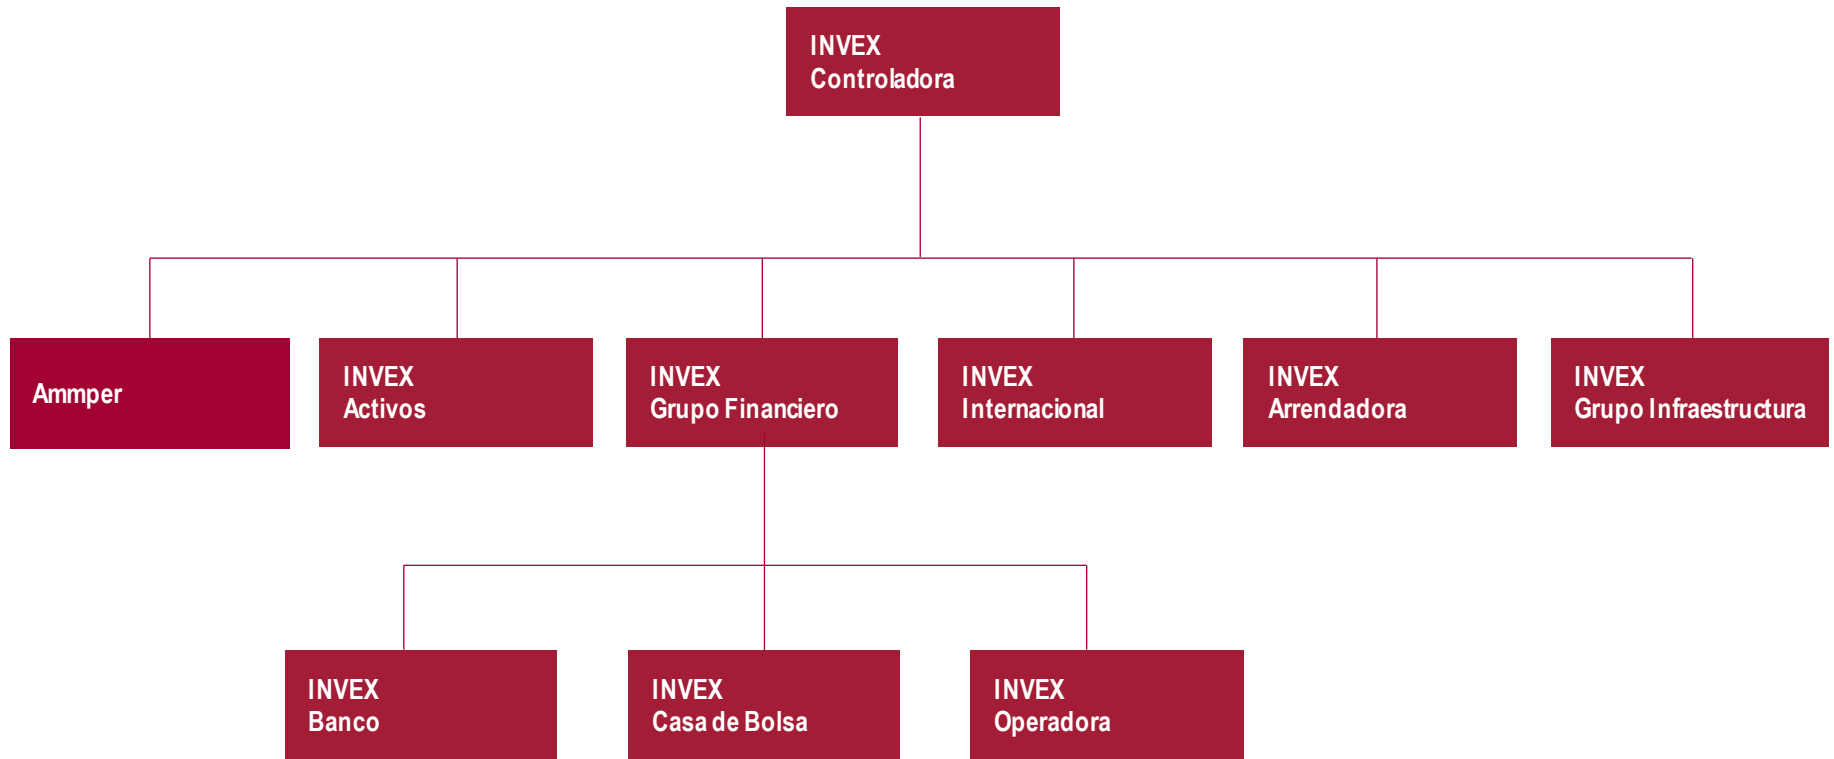 INVEX
Controladora
Ammper
INVEX
Activos
INVEX
Grupo Financiero
INVEX
Internacional
INVEX
Arrendadora
INVEX
Grupo Infraestructura
INVEX
Banco
INVEX
Casa de Bolsa
INVEX
Operadora